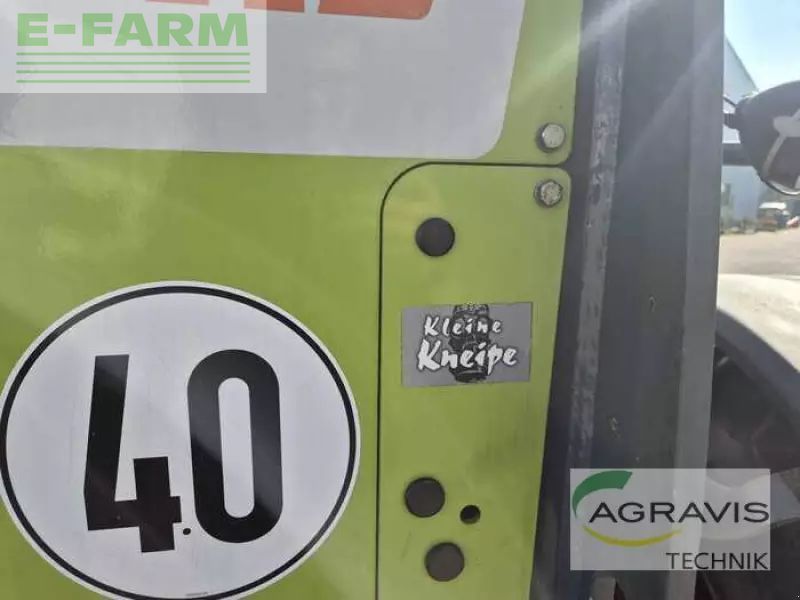 E-FARM
Kleine
Kneipe
40
AGRAVIS
TECHNIK